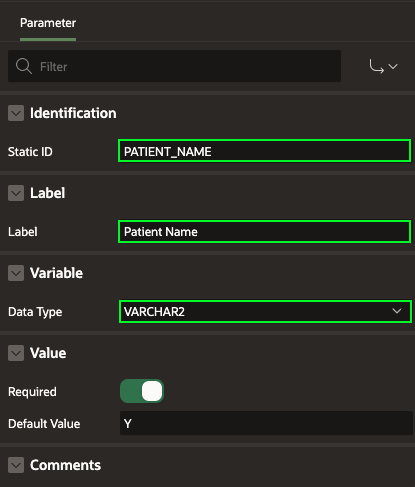 Parameter
Filter
Identification
Static ID PATIENT_NAME
Label
Label Patient Name
Variable
Data Type VARCHAR2
Value
Required
Default Value Y
Comments